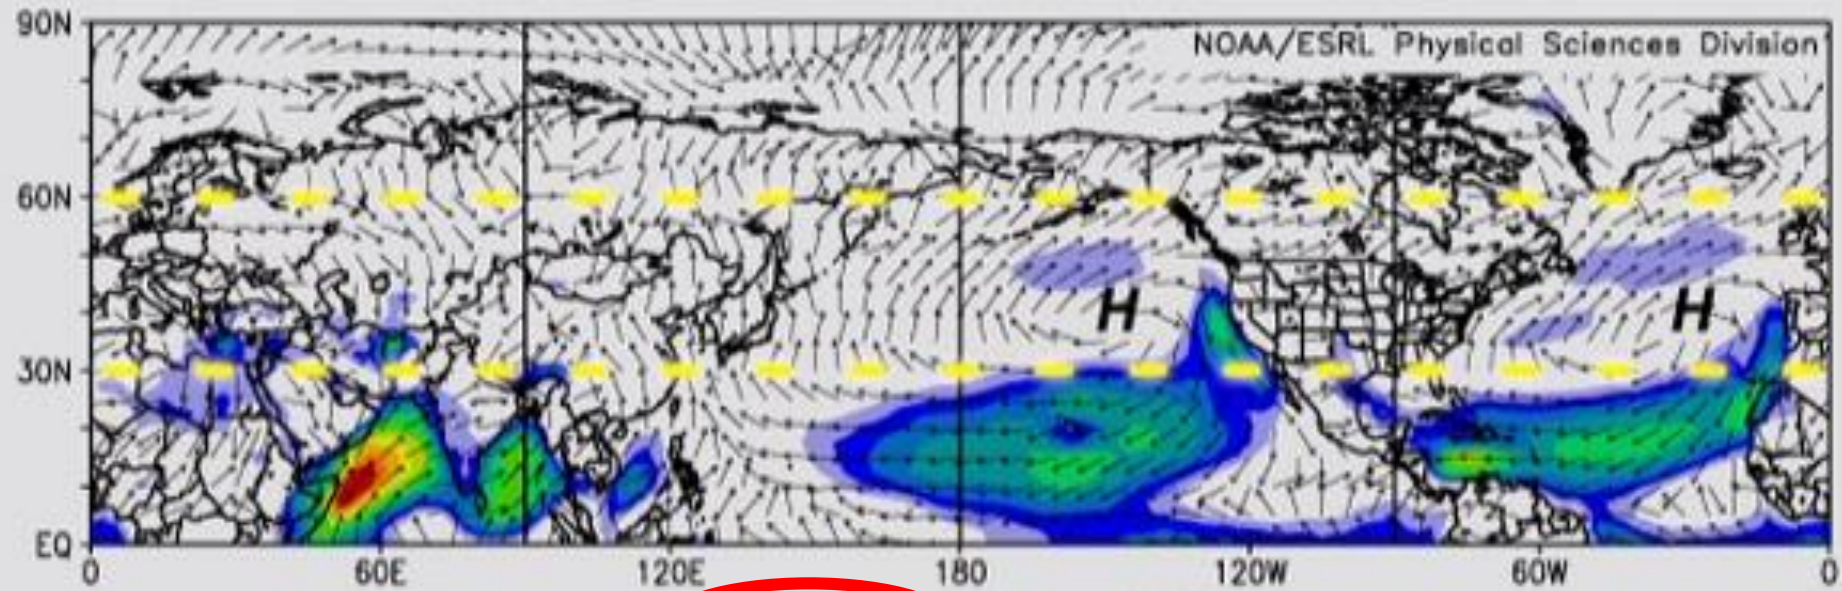 90N
NOAA/ESRL Physical Sciences Division
60N
H H
30N
EQ
0 60E 120E 180 120W 60W 0